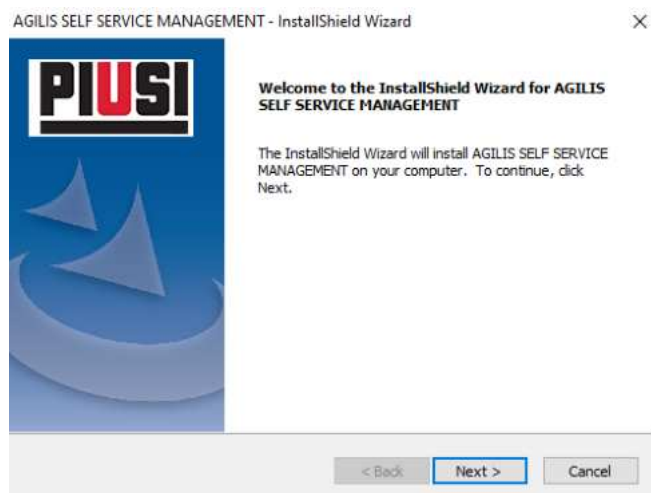 AGILIS SELF SERVICE MANAGEMENT - InstallShield Wizard
PIUSI
Welcome to the InstallShield Wizard for AGILIS
SELF SERVICE MANAGEMENT
The InstallShield Wizard will install AGILIS SELF SERVICE
MANAGEMENT on your computer. To continue, click
Next.
< Back Next > Cancel